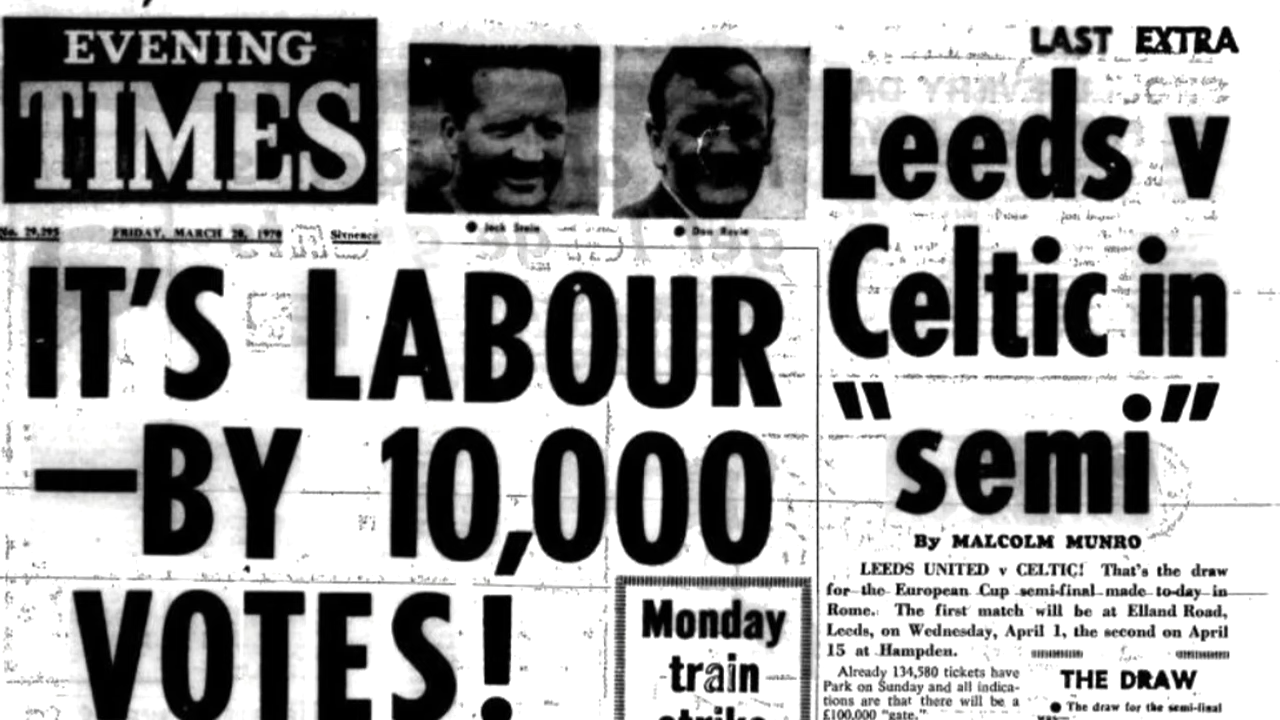 EVENING
TIMES
No. 29,295 FRIDAY, MARCH 20, 1970 Sixpence
● Jock Stein
● Don Revie
LAST EXTRA
Leeds v
Celtic in
"semi"
By MALCOLM MUNRO
LEEDS UNITED v CELTIC! That's the draw
for the European Cup semi-final made to-day in
Rome. The first match will be at Elland Road,
Leeds, on Wednesday, April 1, the second on April
15 at Hampden.
Already 134,580 tickets have
Park on Sunday and all indica-
tions are that there will be a
£100,000 "gate."
THE DRAW
● The draw for the semi-final
IT'S LABOUR
—BY 10,000
VOTES!
Monday
train
strike